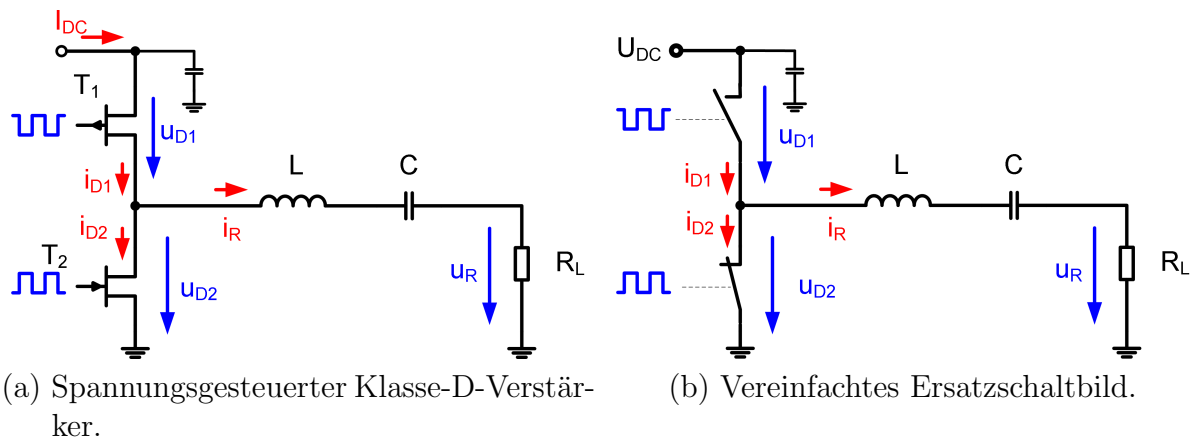 I_DC
T_1
u_D1
i_D1
L
C
i_D2
i_R
T_2
u_D2
u_R
R_L
(a) Spannungsgesteuerter Klasse-D-Verstär-
ker.
U_DC
u_D1
i_D1
L
C
i_D2
i_R
u_D2
u_R
R_L
(b) Vereinfachtes Ersatzschaltbild.